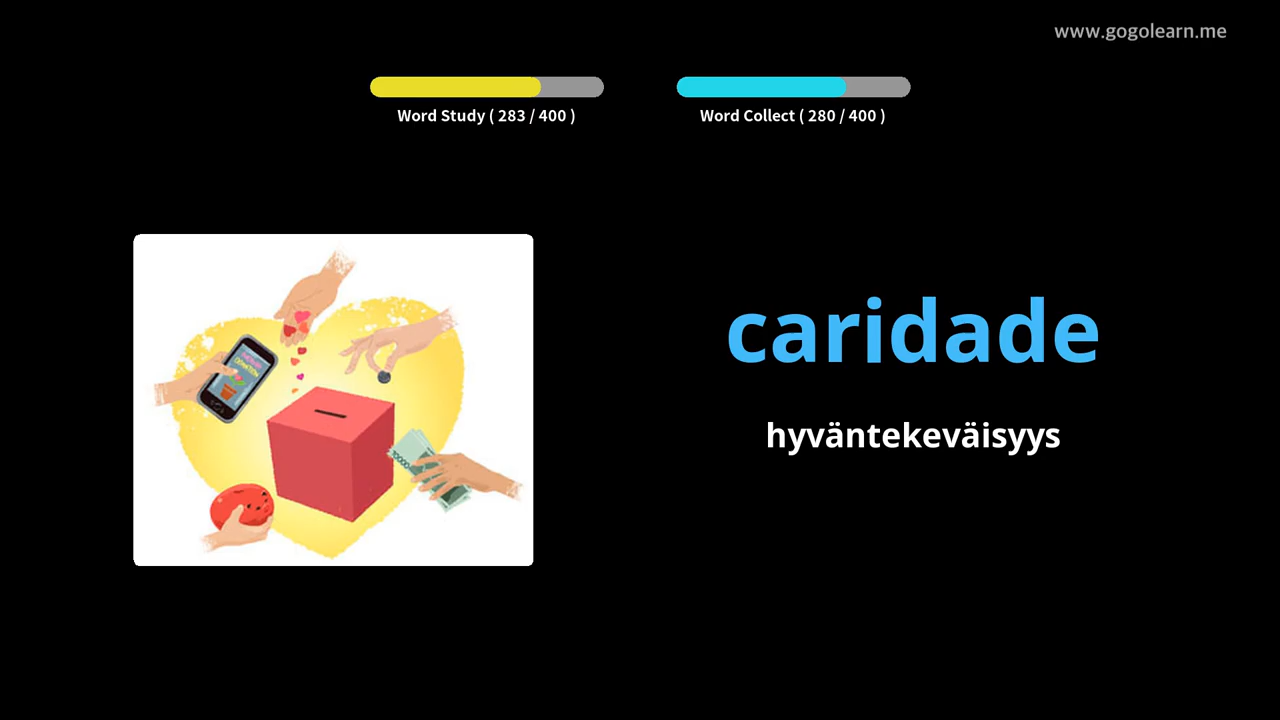 www.gogolearn.me
Word Study ( 283 / 400 )
Word Collect ( 280 / 400 )
caridade
hyväntekeväisyys